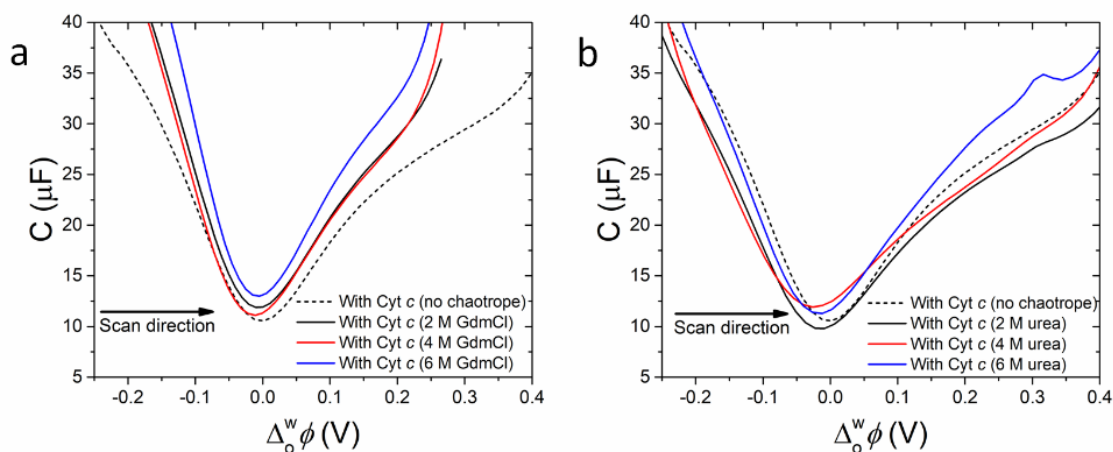 a
40
35
30
25
20
15
10
5
C (μF)
-0.2 -0.1 0.0 0.1 0.2 0.3 0.4
Δ_o^w ϕ (V)
Scan direction
With Cyt c (no chaotrope)
With Cyt c (2 M GdmCl)
With Cyt c (4 M GdmCl)
With Cyt c (6 M GdmCl)
b
40
35
30
25
20
15
10
5
C (μF)
-0.2 -0.1 0.0 0.1 0.2 0.3 0.4
Δ_o^w ϕ (V)
Scan direction
With Cyt c (no chaotrope)
With Cyt c (2 M urea)
With Cyt c (4 M urea)
With Cyt c (6 M urea)